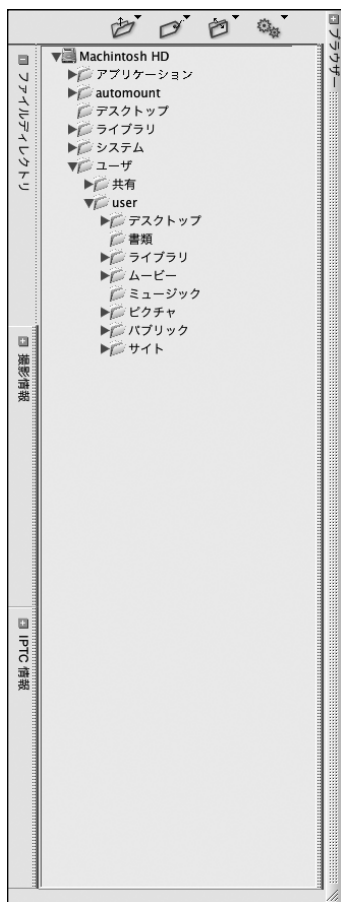 ブラウザー
Machintosh HD
アプリケーション
automount
デスクトップ
ライブラリ
システム
ユーザ
共有
user
デスクトップ
書類
ライブラリ
ムービー
ミュージック
ピクチャ
パブリック
サイト
ファイルディレクトリ
撮影情報
IPTC 情報